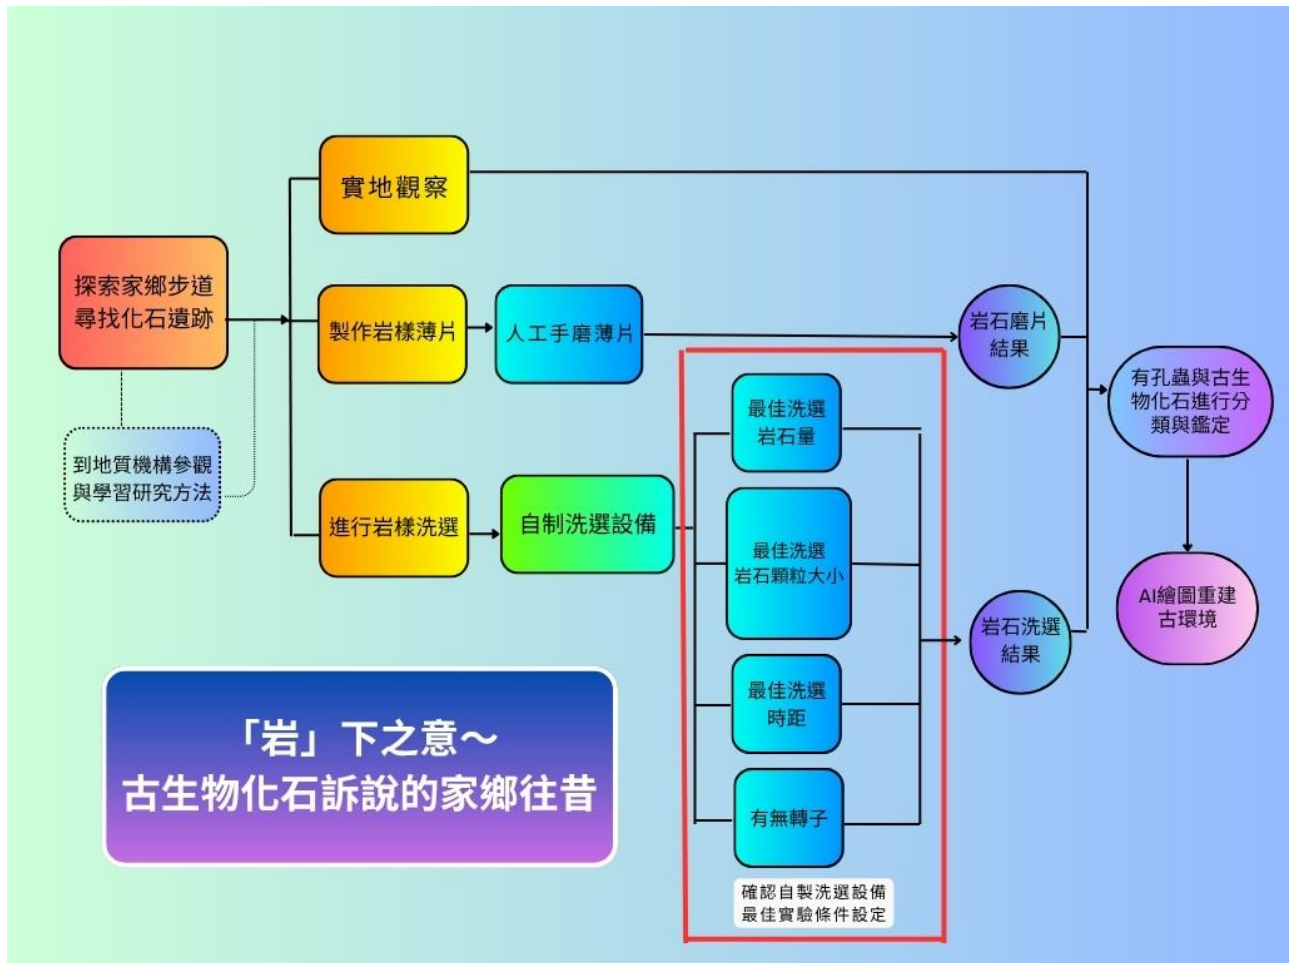 探索家鄉步道
尋找化石遺跡
到地質機構參觀
與學習研究方法
實地觀察
製作岩樣薄片
人工手磨薄片
進行岩樣洗選
自制洗選設備
最佳洗選
岩石量
最佳洗選
岩石顆粒大小
最佳洗選
時距
有無轉子
確認自製洗選設備
最佳實驗條件設定
岩石磨片
結果
岩石洗選
結果
有孔蟲與古生
物化石進行分
類與鑑定
AI繪圖重建
古環境
「岩」下之意～
古生物化石訴說的家鄉往昔